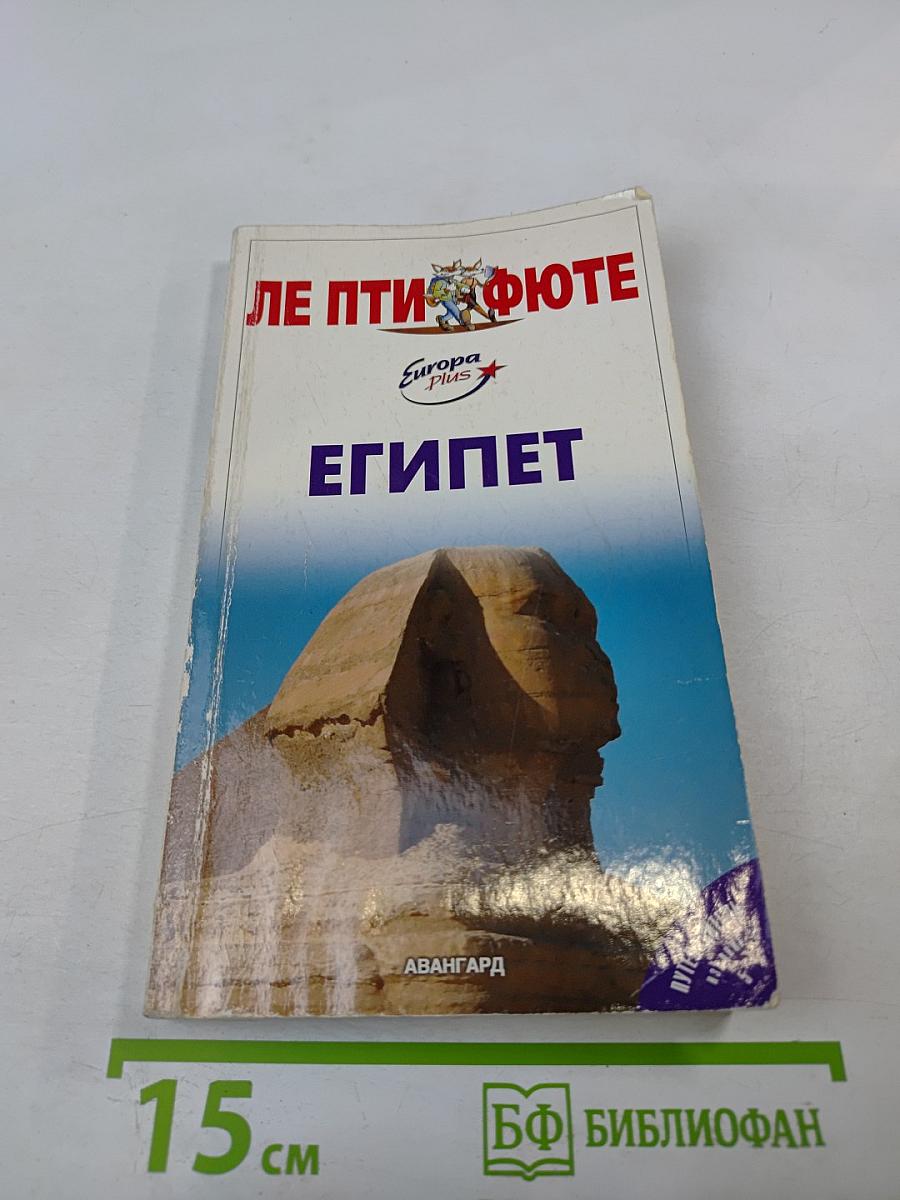 ЛЕ ПТИ ФЮТЕ
Europa
Plus
ЕГИПЕТ
АВАНГАРД
15 см
БФ БИБЛИОФАН